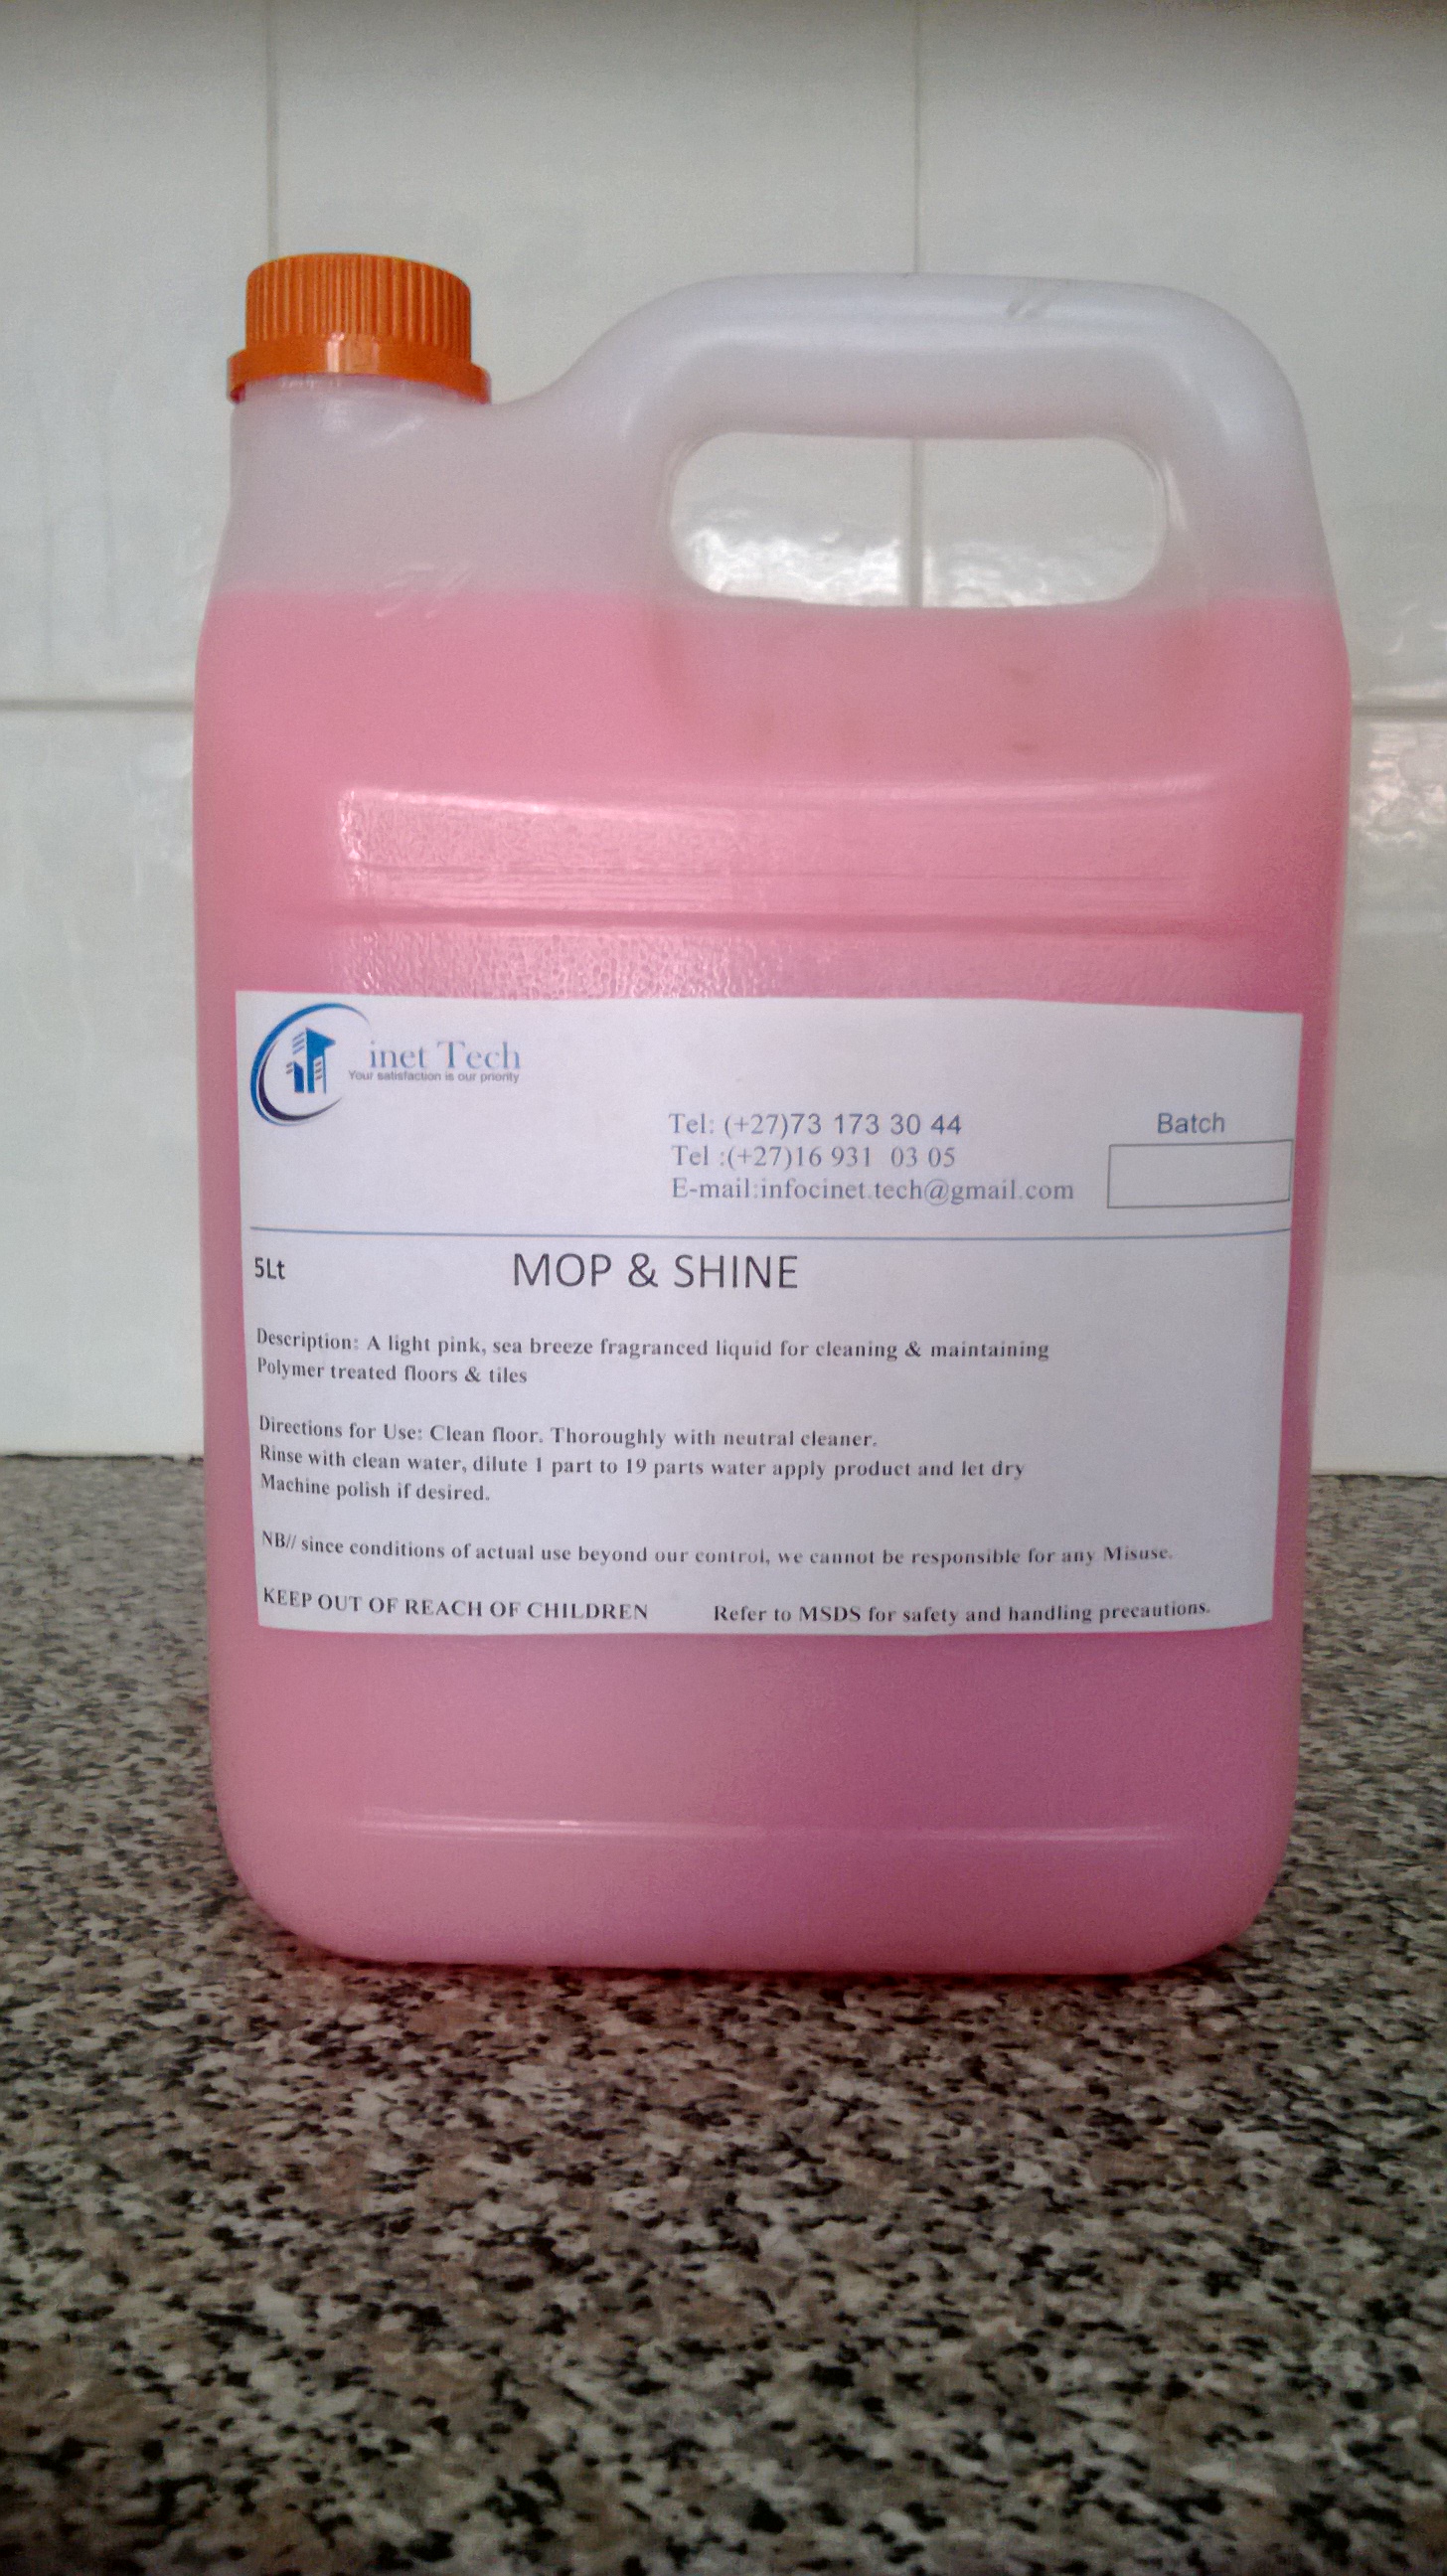 inet Tech
Your satisfaction is our priority
Tel: (+27)73 173 30 44
Tel :(+27)16 931 03 05
E-mail:infocinet.tech@gmail.com
Batch
5Lt
MOP & SHINE
Description: A light pink, sea breeze fragranced liquid for cleaning & maintaining
Polymer treated floors & tiles
Directions for Use: Clean floor. Thoroughly with neutral cleaner.
Rinse with clean water, dilute 1 part to 19 parts water apply product and let dry
Machine polish if desired.
NB// since conditions of actual use beyond our control, we cannot be responsible for any Misuse.
KEEP OUT OF REACH OF CHILDREN Refer to MSDS for safety and handling precautions.